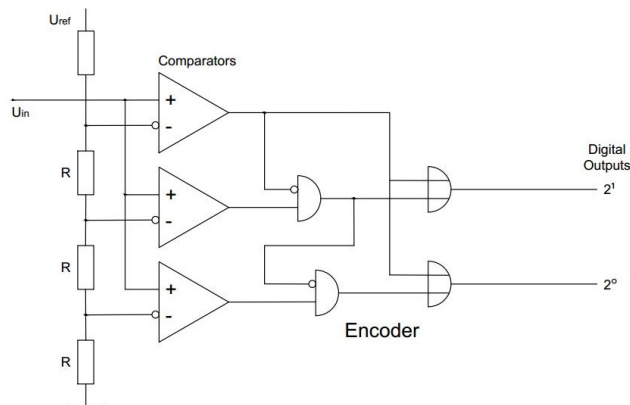 Uref
Comparators
+
Uin
-
Digital
Outputs
R
+
2¹
-
R
+
2⁰
-
Encoder
R